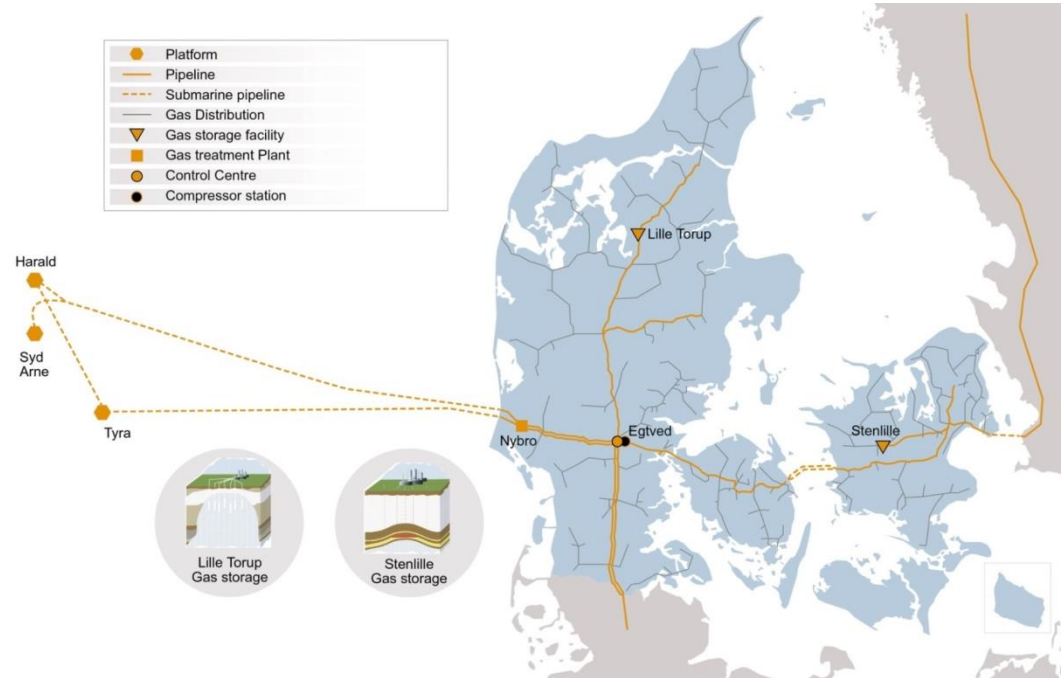 Platform
Pipeline
Submarine pipeline
Gas Distribution
Gas storage facility
Gas treatment Plant
Control Centre
Compressor station
Harald
Syd
Arne
Tyra
Lille Torup
Nybro
Egtved
Stenlille
Lille Torup
Gas storage
Stenlille
Gas storage